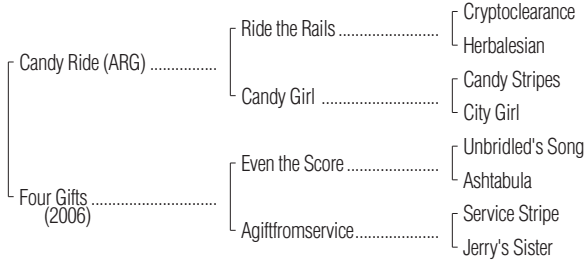 Cryptoclearance
Ride the Rails ..........................
Herbalesian
Candy Ride (ARG) .................
Candy Stripes
Candy Girl ..............................
City Girl
Unbridled's Song
Even the Score ........................
Ashtabula
Four Gifts ................................
(2006)
Service Stripe
Agiftfromservice.....................
Jerry's Sister